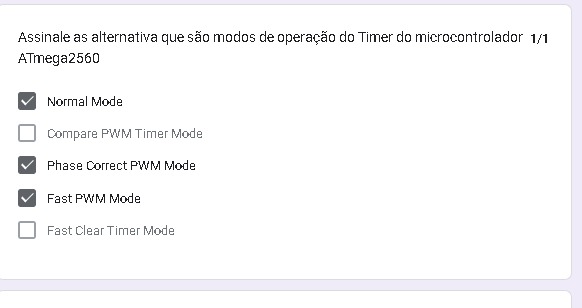 Assinale as alternativa que são modos de operação do Timer do microcontrolador 1/1
ATmega2560
Normal Mode
Compare PWM Timer Mode
Phase Correct PWM Mode
Fast PWM Mode
Fast Clear Timer Mode